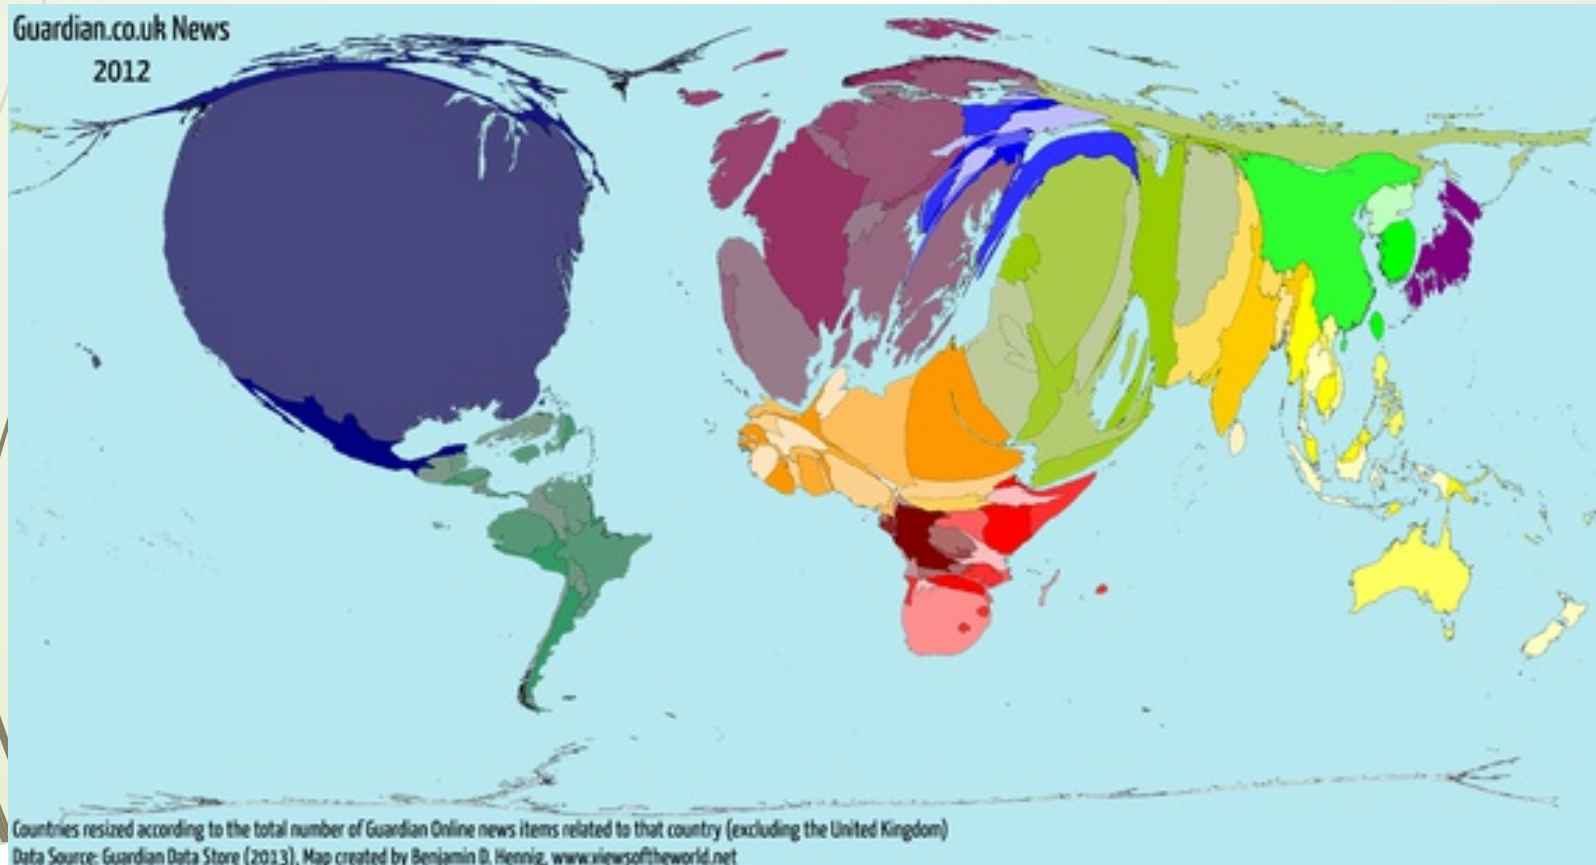 Guardian.co.uk News
2012
Countries resized according to the total number of Guardian Online news items related to that country (excluding the United Kingdom)
Data Source: Guardian Data Store (2013), Map created by Benjamin D. Hennig, www.viewsoftheworld.net